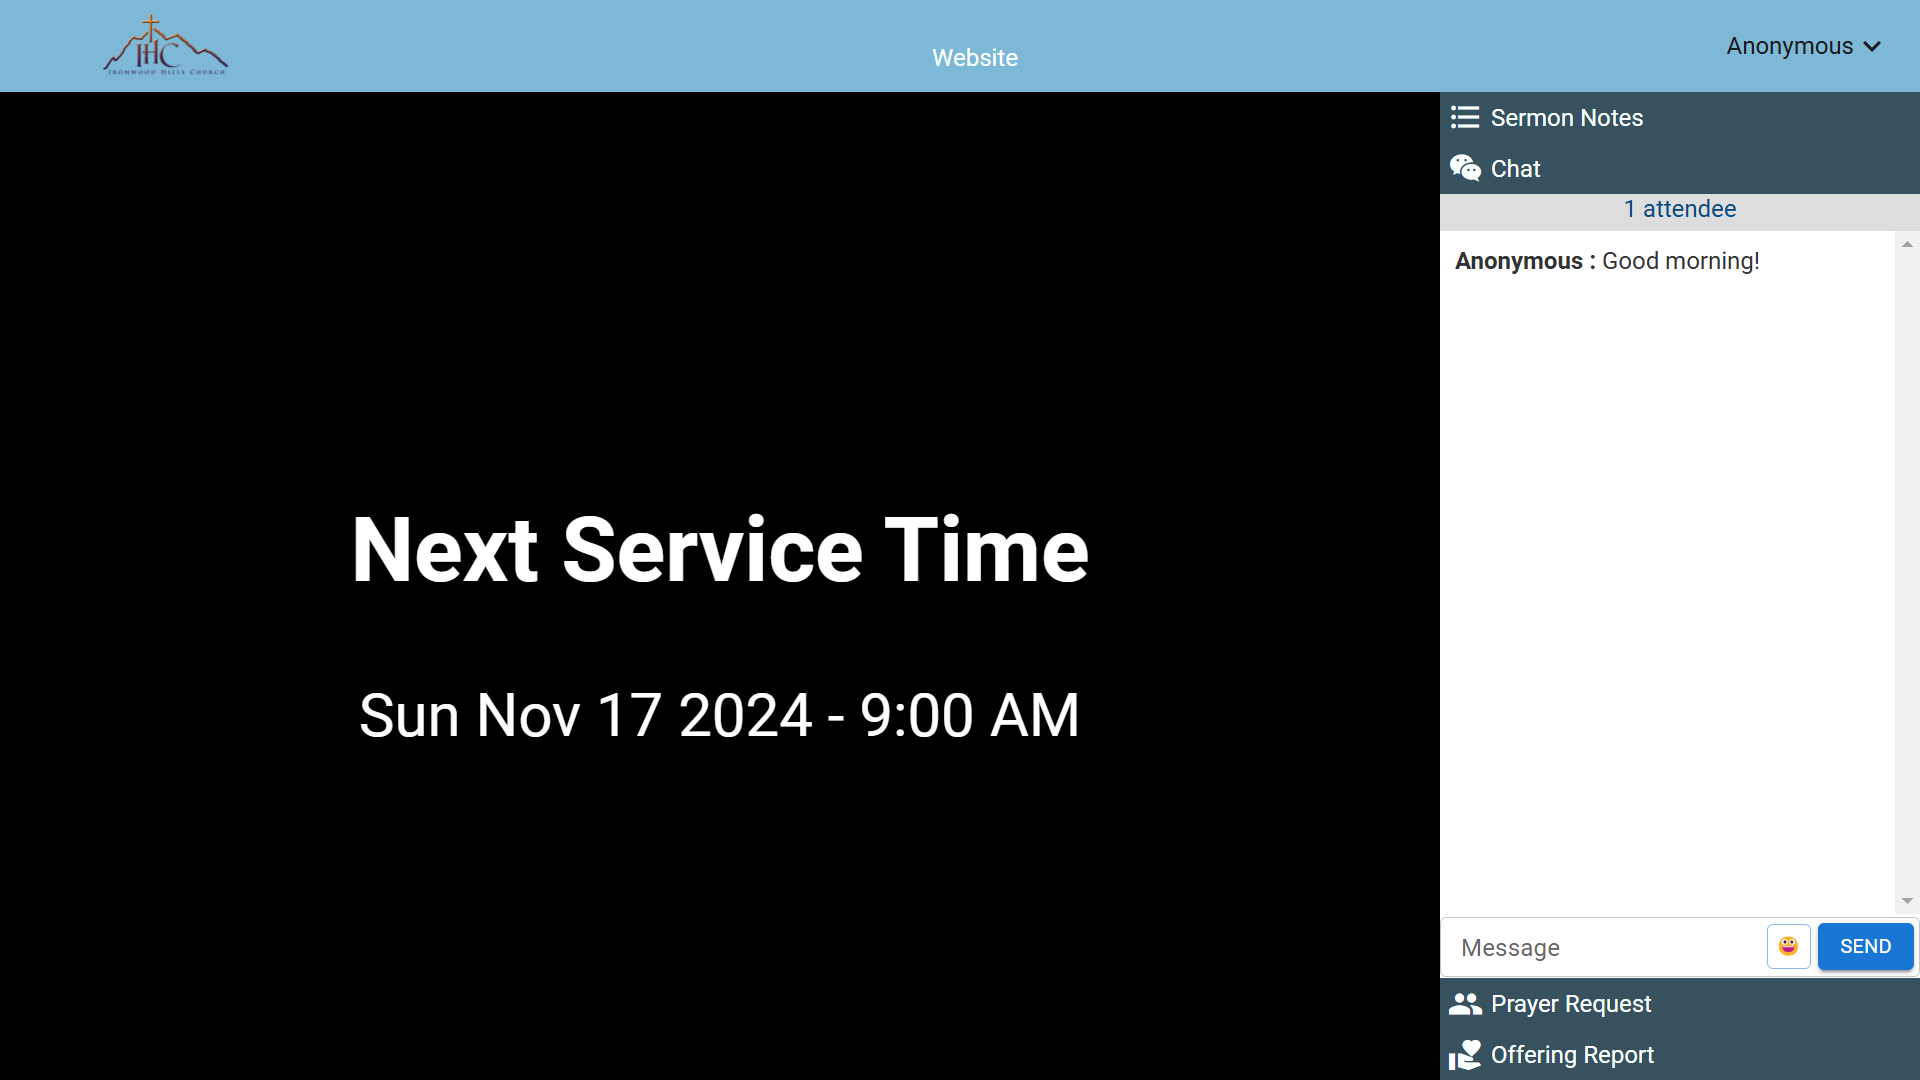 IHC
Ironwood Hills Church
Website
Anonymous
Sermon Notes
Chat
1 attendee
Anonymous : Good morning!
Next Service Time
Sun Nov 17 2024 - 9:00 AM
Message
SEND
Prayer Request
Offering Report